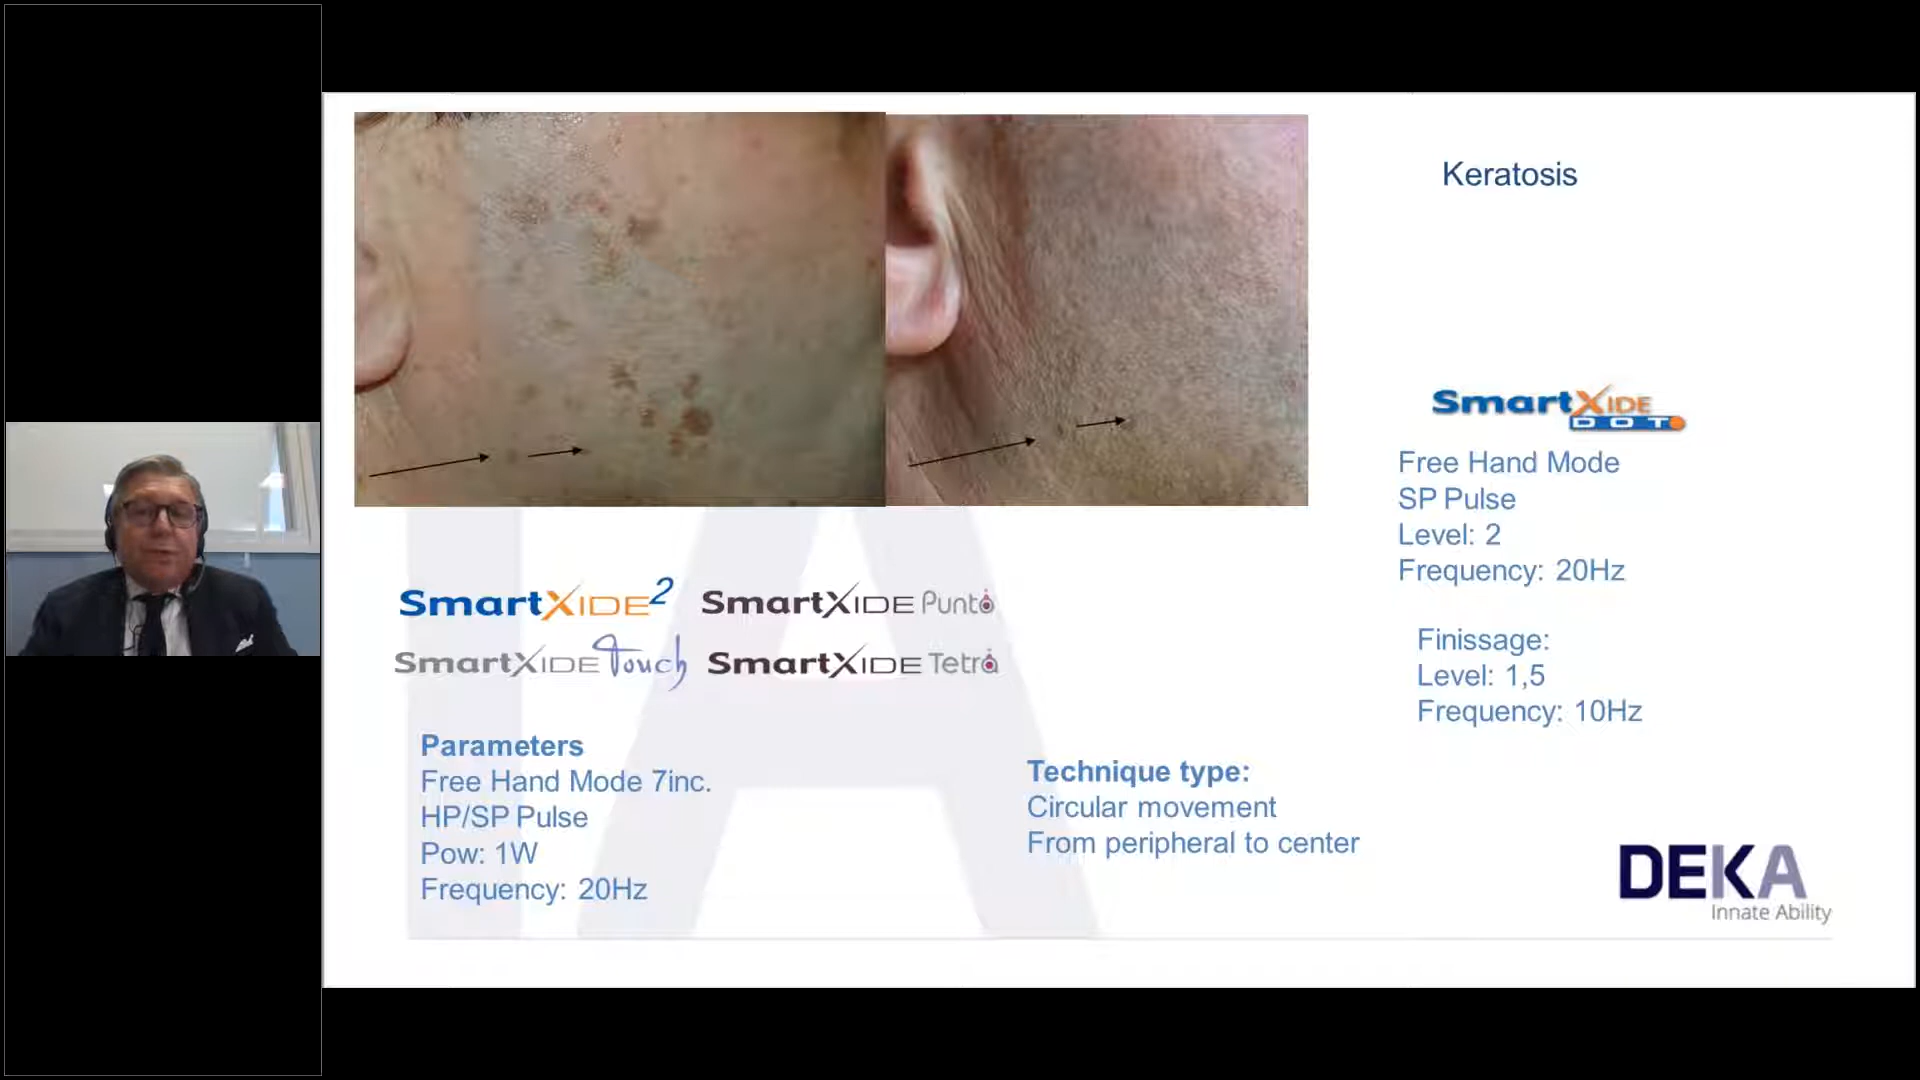 Keratosis
SmartXIDE DOT
Free Hand Mode
SP Pulse
Level: 2
Frequency: 20Hz
Finissage:
Level: 1,5
Frequency: 10Hz
SmartXIDE²
SmartXIDE Punto
SmartXIDE Touch
SmartXIDE Tetra
Parameters
Free Hand Mode 7inc.
HP/SP Pulse
Pow: 1W
Frequency: 20Hz
Technique type:
Circular movement
From peripheral to center
DEKA
Innate Ability